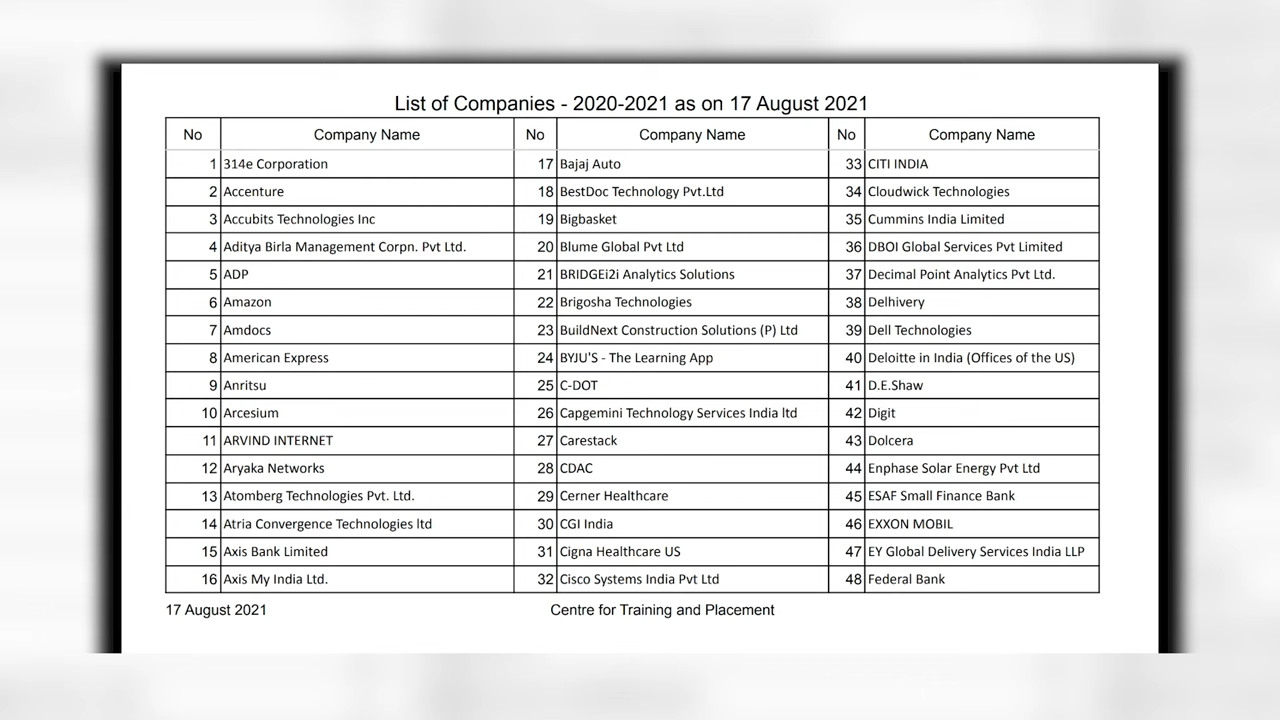 List of Companies - 2020-2021 as on 17 August 2021
No Company Name No Company Name No Company Name
1 314e Corporation 17 Bajaj Auto 33 CITI INDIA
2 Accenture 18 BestDoc Technology Pvt.Ltd 34 Cloudwick Technologies
3 Accubits Technologies Inc 19 Bigbasket 35 Cummins India Limited
4 Aditya Birla Management Corpn. Pvt Ltd. 20 Blume Global Pvt Ltd 36 DBOI Global Services Pvt Limited
5 ADP 21 BRIDGEi2i Analytics Solutions 37 Decimal Point Analytics Pvt Ltd.
6 Amazon 22 Brigosha Technologies 38 Delhivery
7 Amdocs 23 BuildNext Construction Solutions (P) Ltd 39 Dell Technologies
8 American Express 24 BYJU'S - The Learning App 40 Deloitte in India (Offices of the US)
9 Anritsu 25 C-DOT 41 D.E.Shaw
10 Arcesium 26 Capgemini Technology Services India ltd 42 Digit
11 ARVIND INTERNET 27 Carestack 43 Dolcera
12 Aryaka Networks 28 CDAC 44 Enphase Solar Energy Pvt Ltd
13 Atomberg Technologies Pvt. Ltd. 29 Cerner Healthcare 45 ESAF Small Finance Bank
14 Atria Convergence Technologies ltd 30 CGI India 46 EXXON MOBIL
15 Axis Bank Limited 31 Cigna Healthcare US 47 EY Global Delivery Services India LLP
16 Axis My India Ltd. 32 Cisco Systems India Pvt Ltd 48 Federal Bank
17 August 2021 Centre for Training and Placement